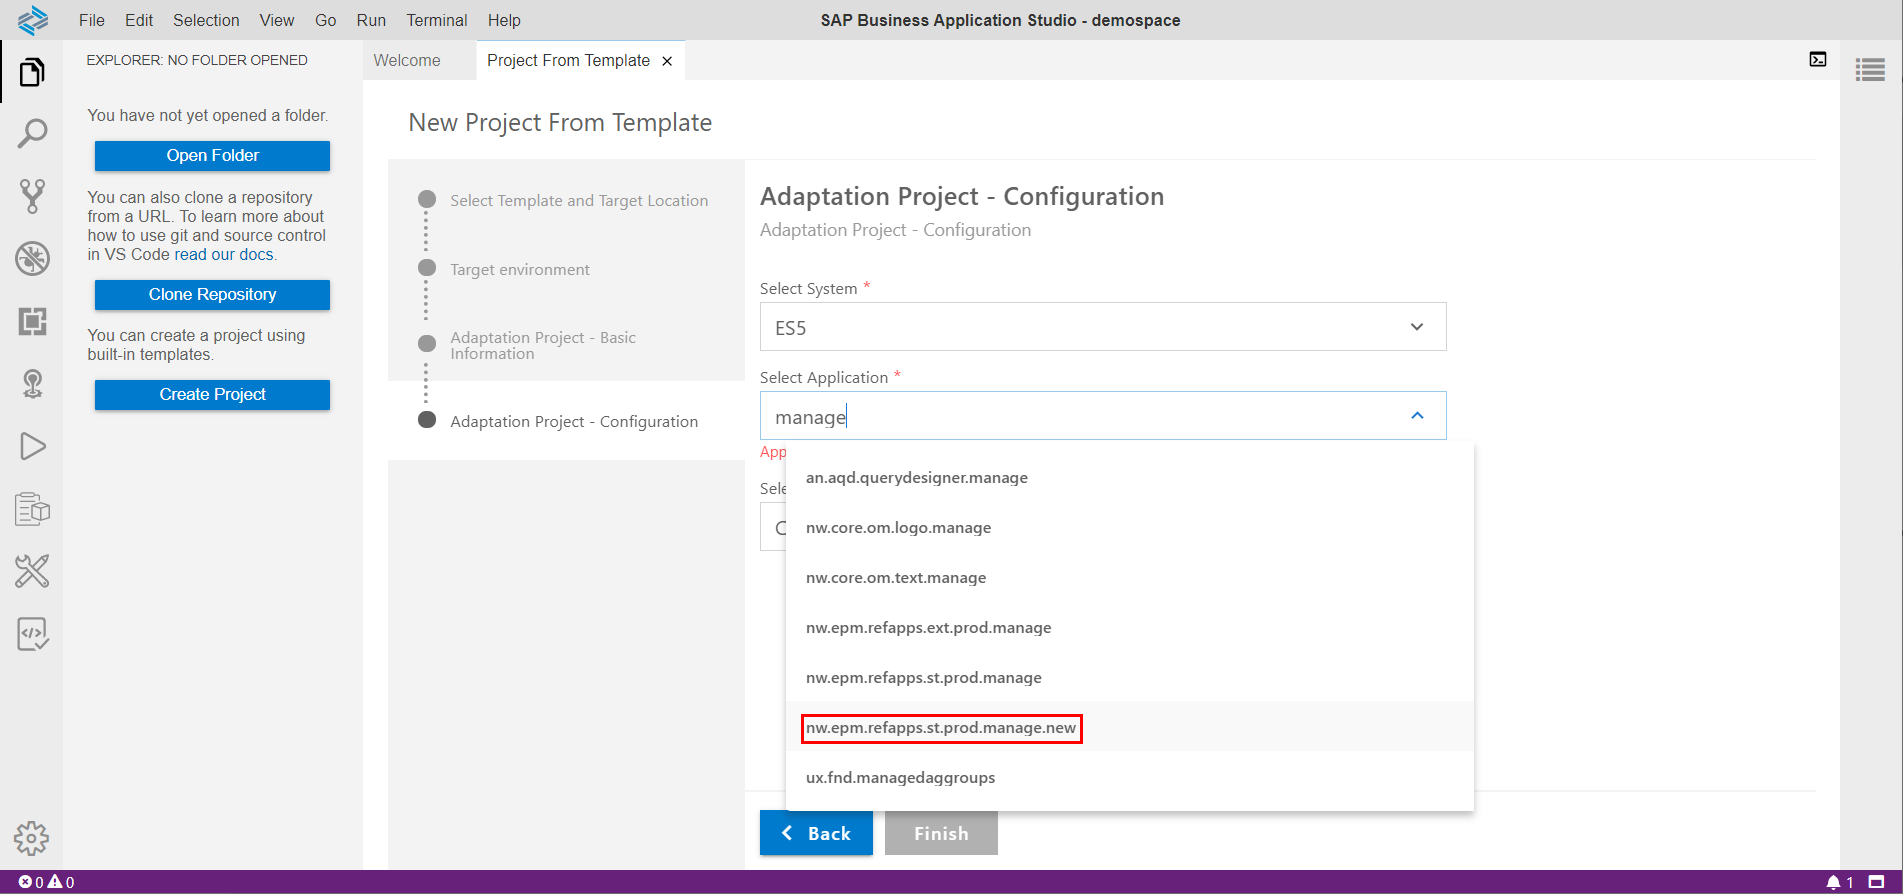 File Edit Selection View Go Run Terminal Help
SAP Business Application Studio - demospace
EXPLORER: NO FOLDER OPENED
You have not yet opened a folder.
Open Folder
You can also clone a repository
from a URL. To learn more about
how to use git and source control
in VS Code read our docs.
Clone Repository
You can create a project using
built-in templates.
Create Project
Welcome
Project From Template
New Project From Template
Select Template and Target Location
Target environment
Adaptation Project - Basic
Information
Adaptation Project - Configuration
Adaptation Project - Configuration
Adaptation Project - Configuration
Select System *
ES5
Select Application *
manage
App
Sele
an.aqd.querydesigner.manage
nw.core.om.logo.manage
nw.core.om.text.manage
nw.epm.refapps.ext.prod.manage
nw.epm.refapps.st.prod.manage
nw.epm.refapps.st.prod.manage.new
ux.fnd.managedaggroups
Back
Finish
0 0
1